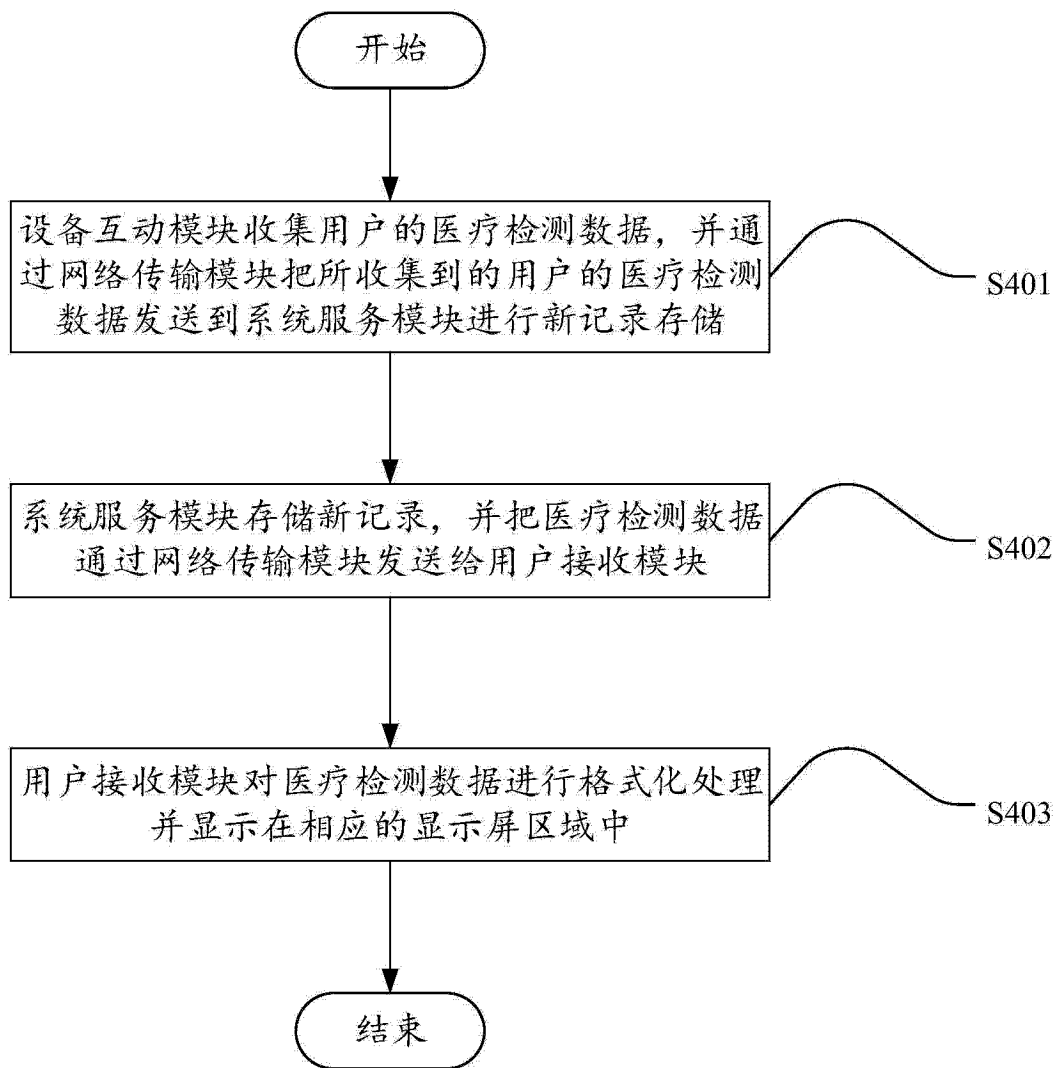 开始
设备互动模块收集用户的医疗检测数据，并通
过网络传输模块把所收集到的用户的医疗检测
数据发送到系统服务模块进行新记录存储
S401
系统服务模块存储新记录，并把医疗检测数据
通过网络传输模块发送给用户接收模块
S402
用户接收模块对医疗检测数据进行格式化处理
并显示在相应的显示屏区域中
S403
结束